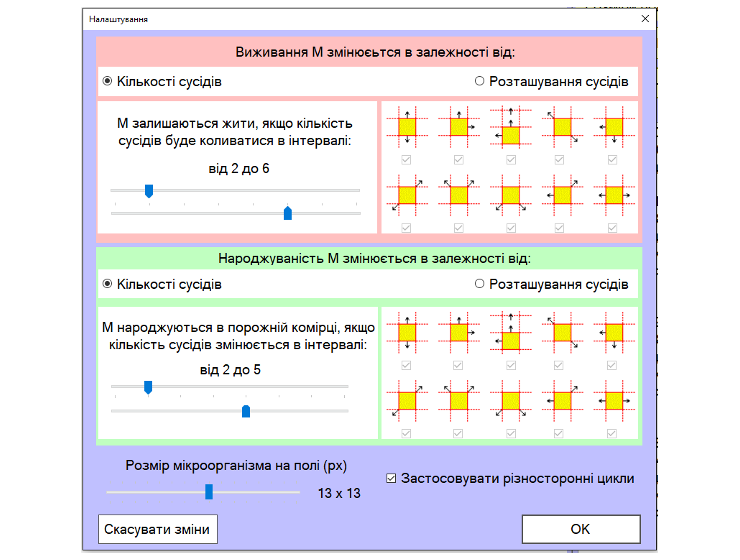 Налаштування
Виживання М змінюєьтся в залежності від:
Кількості сусідів
Розташування сусідів
М залишаються жити, якщо кількість
сусідів буде коливатися в інтервалі:
від 2 до 6
Народжуваність М змінюється в залежності від:
Кількості сусідів
Розташування сусідів
М народжуються в порожній комірці, якщо
кількість сусідів змінюється в інтервалі:
від 2 до 5
Розмір мікроорганізма на полі (px)
13 x 13
Застосовувати різносторонні цикли
Скасувати зміни
OK